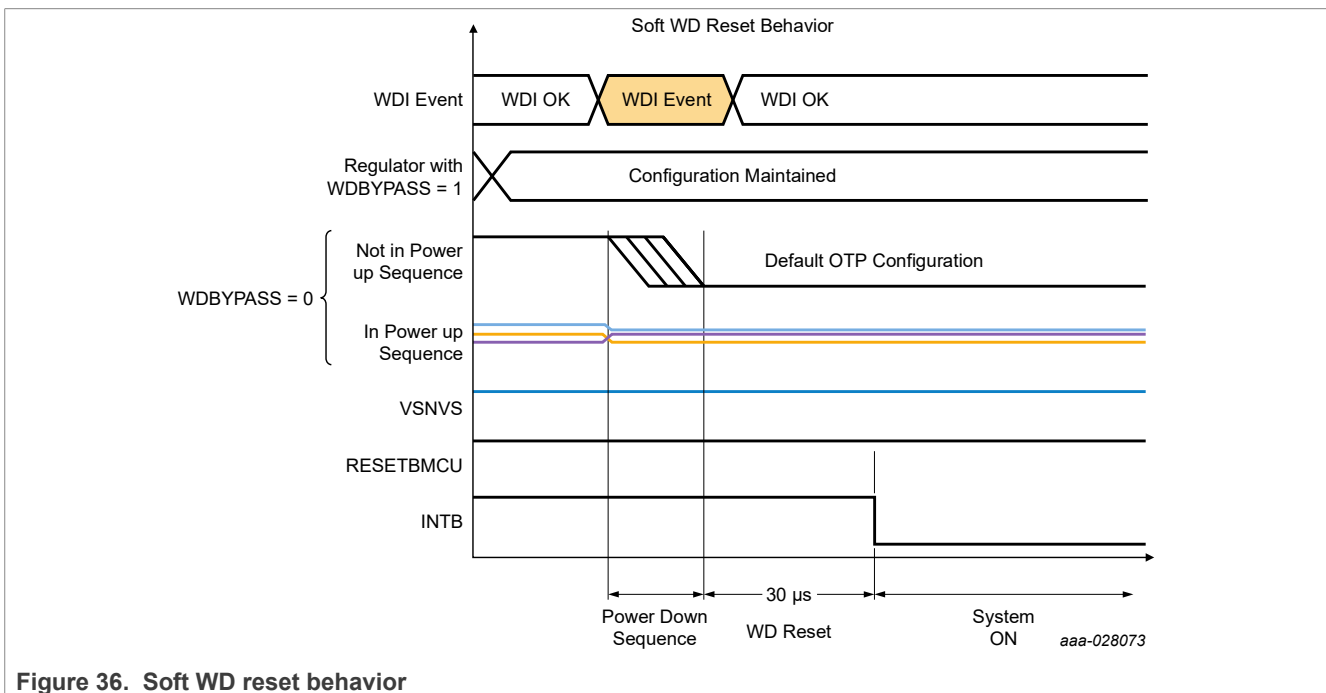 Soft WD Reset Behavior
WDI Event
WDI OK
WDI Event
WDI OK
Regulator with
WDBYPASS = 1
Configuration Maintained
WDBYPASS = 0
Not in Power
up Sequence
Default OTP Configuration
In Power up
Sequence
VSNVS
RESETBMCU
INTB
Power Down
Sequence
30 µs
WD Reset
System
ON
aaa-028073
Figure 36. Soft WD reset behavior